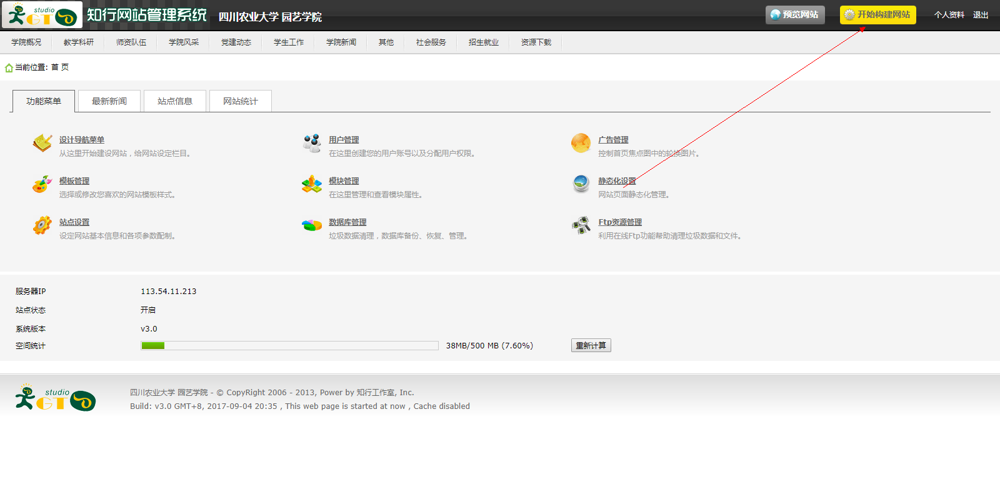 studio
GT
知行网站管理系统
四川农业大学 园艺学院
预览网站
开始构建网站
个人资料 退出
学院概况 教学科研 师资队伍 学院风采 党建动态 学生工作 学院新闻 其他 社会服务 招生就业 资源下载
当前位置: 首 页
功能菜单 最新新闻 站点信息 网站统计
设计导航菜单
从这里开始建设网站，给网站设定栏目。
用户管理
在这里创建您的用户账号以及分配用户权限。
广告管理
控制首页焦点图中的轮换图片。
模板管理
选择或修改您喜欢的网站模板样式。
模块管理
在这里管理和查看模块属性。
静态化设置
网站页面静态化管理。
站点设置
设定网站基本信息和各项参数配制。
数据库管理
垃圾数据清理，数据库备份、恢复、管理。
Ftp资源管理
利用在线Ftp功能帮助清理垃圾数据和文件。
服务器IP 113.54.11.213
站点状态 开启
系统版本 v3.0
空间统计 38MB/500 MB (7.60%) 重新计算
studio
GT
四川农业大学 园艺学院 - © CopyRight 2006 - 2013, Power by 知行工作室, Inc.
Build: v3.0 GMT+8, 2017-09-04 20:35 , This web page is started at now , Cache disabled